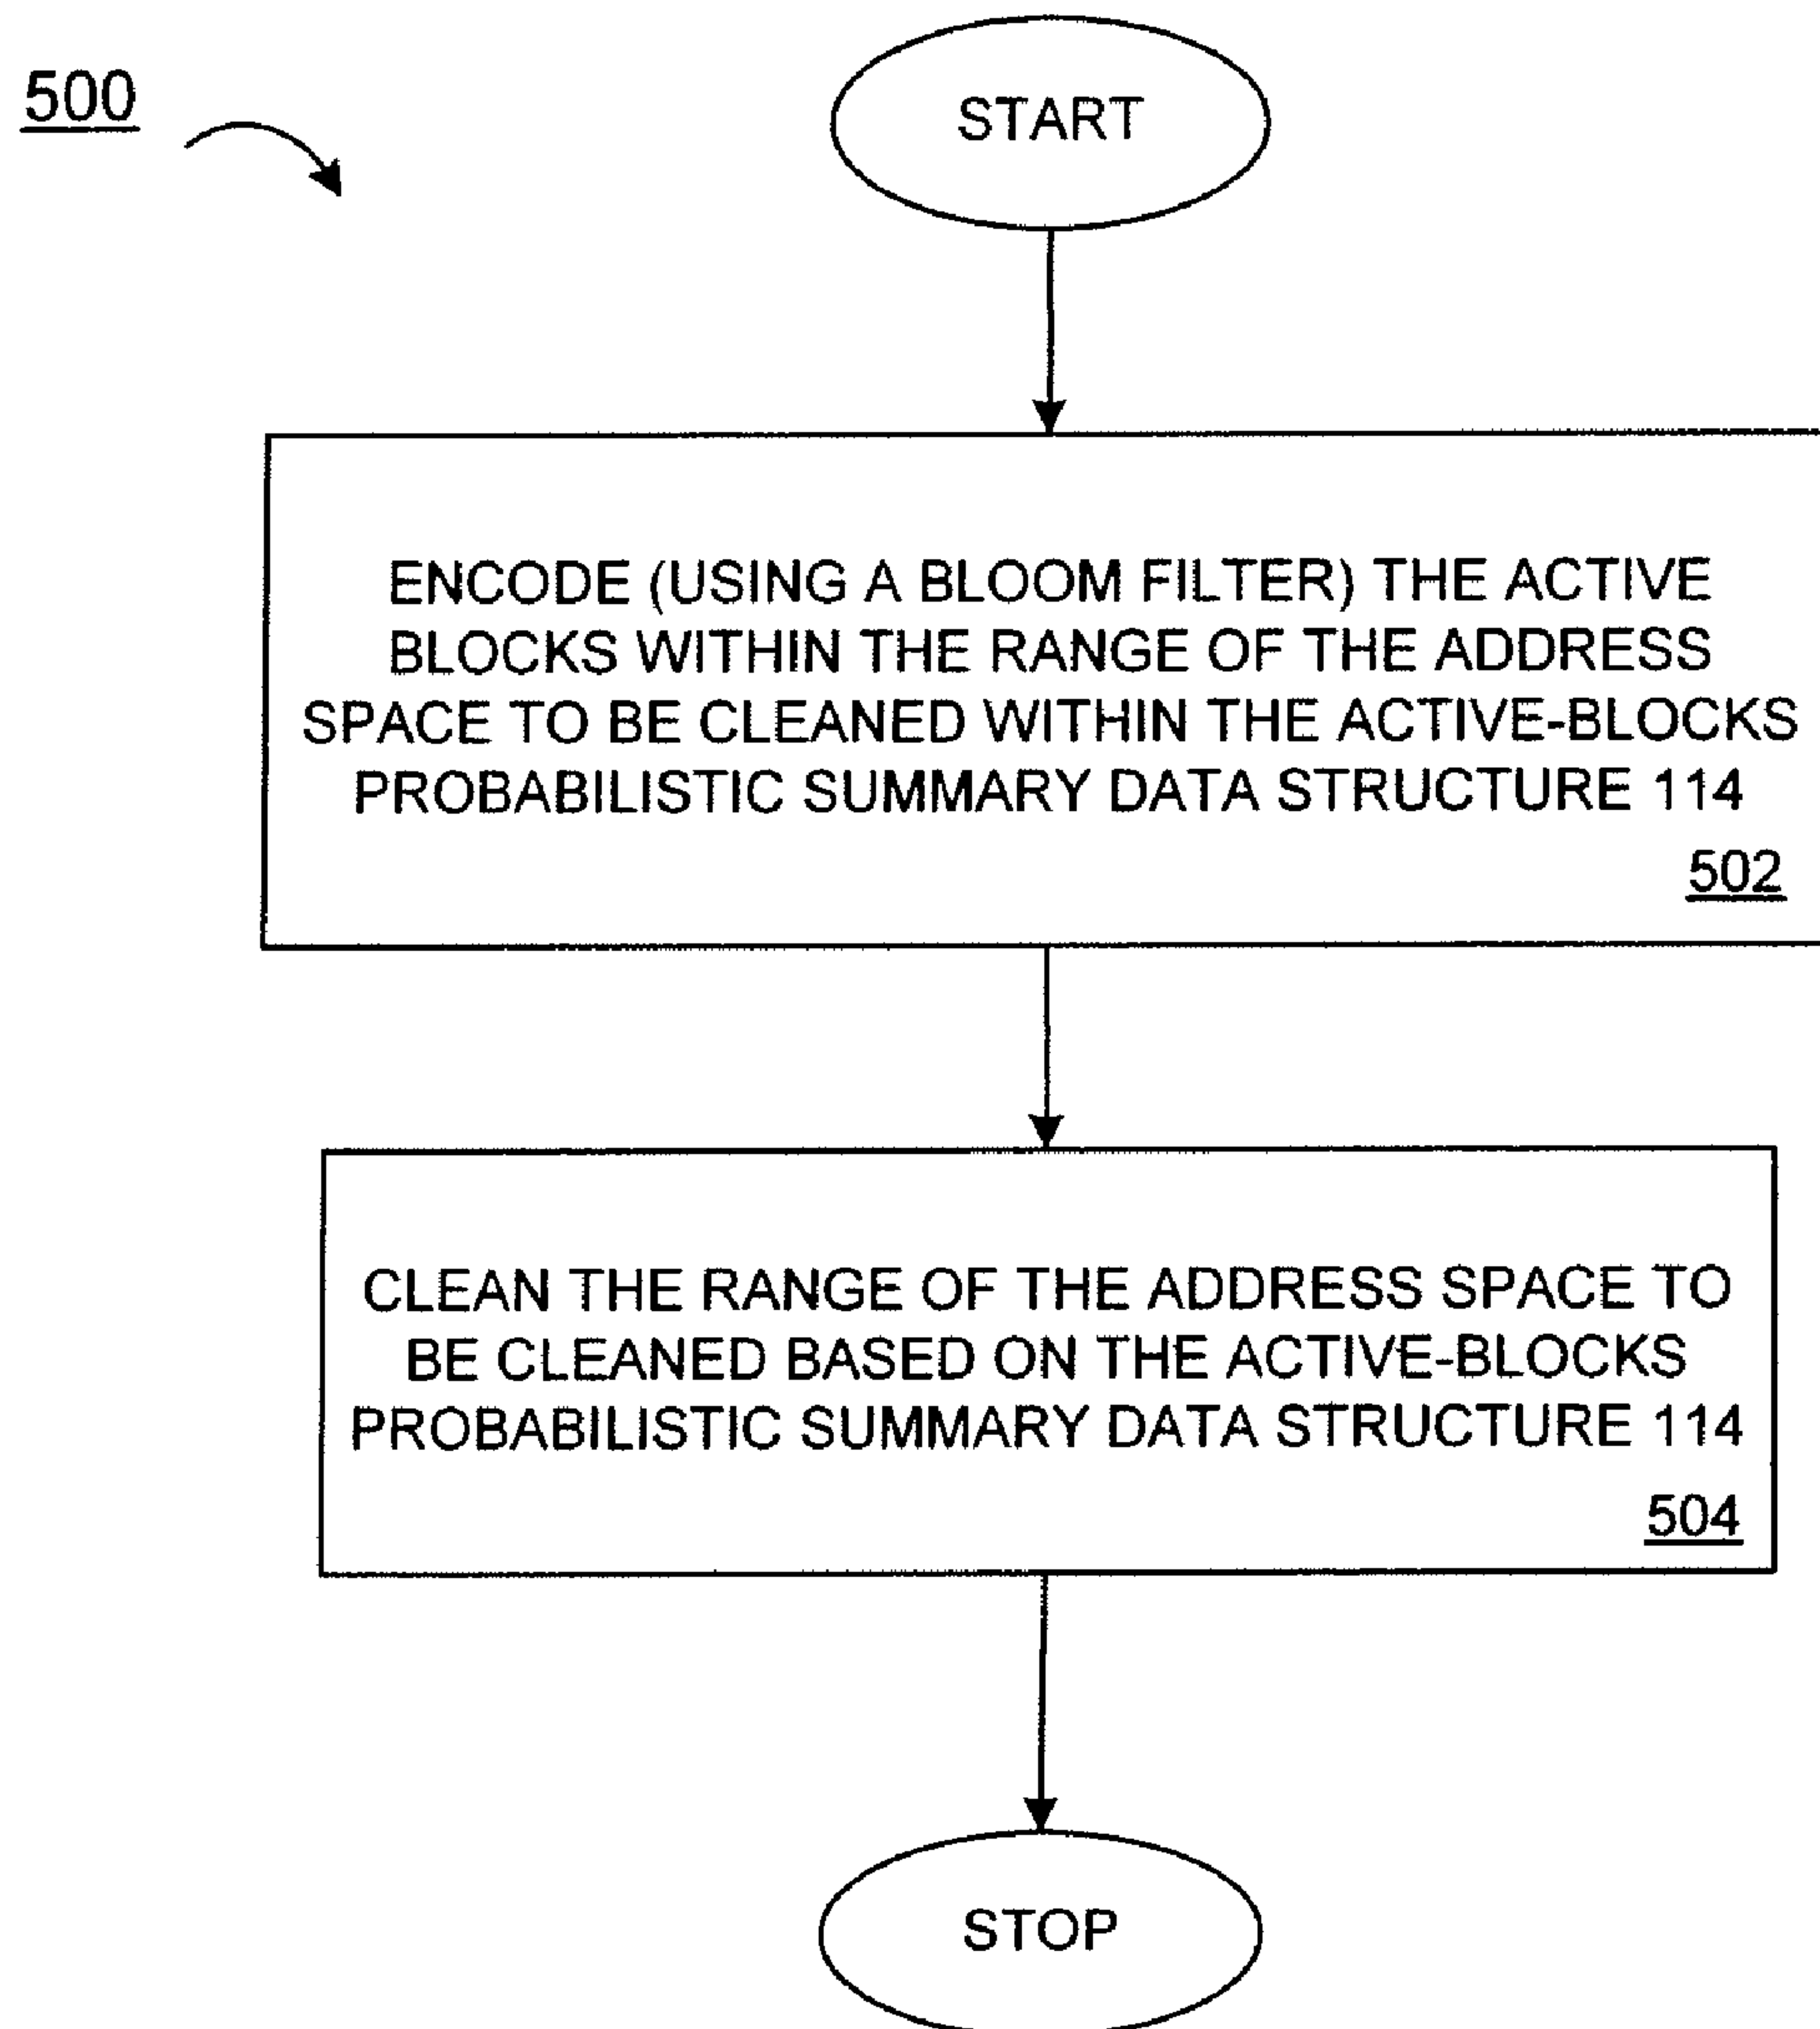 500
START
ENCODE (USING A BLOOM FILTER) THE ACTIVE
BLOCKS WITHIN THE RANGE OF THE ADDRESS
SPACE TO BE CLEANED WITHIN THE ACTIVE-BLOCKS
PROBABILISTIC SUMMARY DATA STRUCTURE 114
502
CLEAN THE RANGE OF THE ADDRESS SPACE TO
BE CLEANED BASED ON THE ACTIVE-BLOCKS
PROBABILISTIC SUMMARY DATA STRUCTURE 114
504
STOP